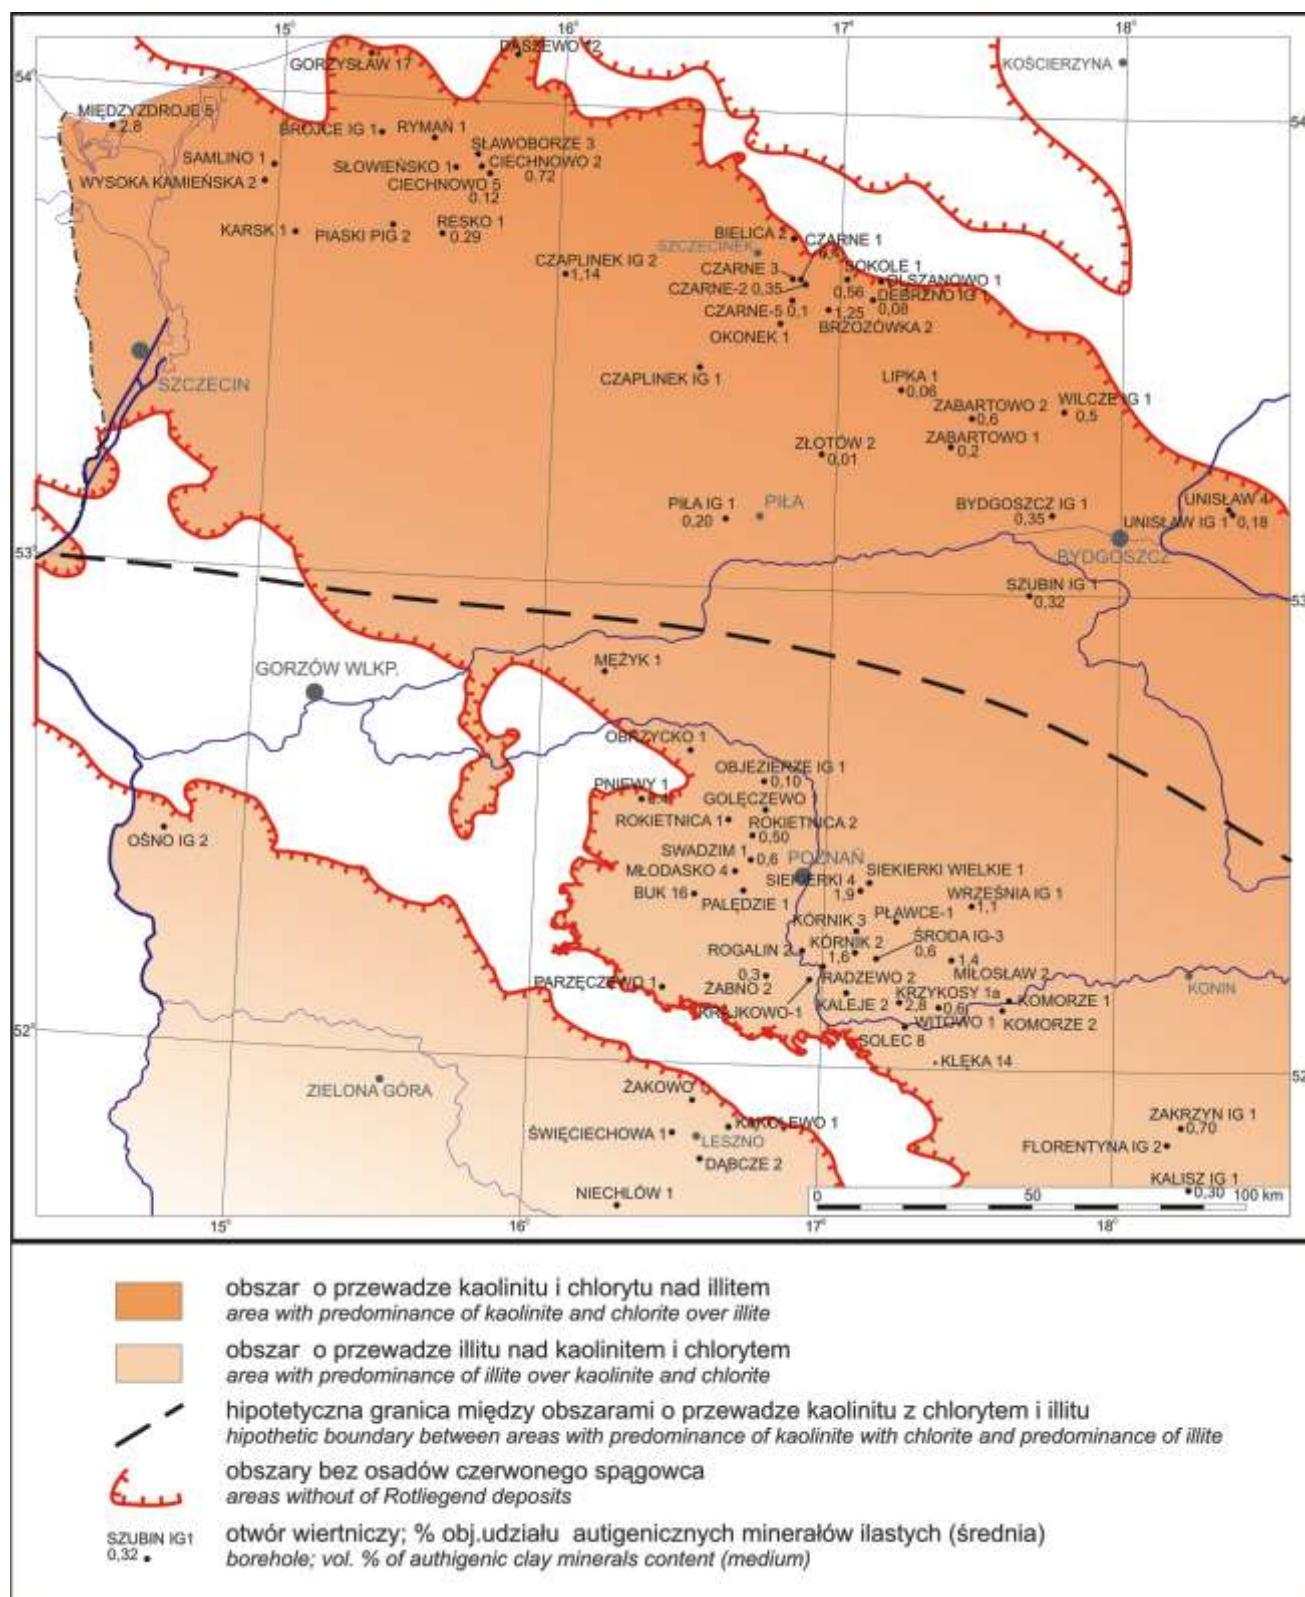 15°
16°
17°
18°
DASZEWO 12
GORZYSŁAW 17
KOŚCIERZYNA
54°
MIĘDZYZDROJE 5
2.8
BROJCE IG 1
RYMAŃ 1
54
SŁAWOBORZE 3
SAMLINO 1
SŁOWIEŃSKO 1
CIECHNOWO 2
0.72
WYSOKA KAMIEŃSKA 2
CIECHNOWO 5
0.12
KARSK 1
PIASKI PIG 2
RESKO 1
0.29
BIELICA 2
CZARNE 1
SZCZECINEK
CZAPLINEK IG 2
1,14
CZARNE 3
SOKOLE 1
0,56
OLSZANOWO 1
CZARNE-2 0,35
DEBRZNO IG 1
0,08
CZARNE-5 0,1
1,25
BRZOZÓWKA 2
OKONEK 1
SZCZECIN
CZAPLINEK IG 1
LIPKA 1
0,06
ZABARTOWO 2
0,6
WILCZE IG 1
0,5
ZŁOTÓW 2
0,01
ZABARTOWO 1
0,2
PIŁA IG 1
0,20
PIŁA
BYDGOSZCZ IG 1
0,35
UNISŁAW 4
UNISŁAW IG 1
0,18
53°
BYDGOSZCZ
SZUBIN IG 1
0,32
53
MĘŻYK 1
GORZÓW WLKP.
OBRZYCKO 1
OBJEZIERZE IG 1
0,10
PNIEWY 1
GOLĘCZEWO
OŚNO IG 2
ROKIETNICA 1
ROKIETNICA 2
0,50
SWADZIM 1
0,6
POZNAŃ
MŁODASKO 4
SIEKIERKI 4
1,9
SIEKIERKI WIELKIE 1
BUK 16
PALĘDZIE 1
WRZEŚNIA IG 1
1,1
KÓRNIK 3
PŁAWCE-1
ROGALIN 2
KÓRNIK 2
1,6
ŚRODA IG-3
0,6
1,4
MIŁOSŁAW 2
PARZĘCZEWO 1
0,3
ŻABNO 2
RADZEWO 2
KONIN
KRAJKOWO-1
KALEJE 2
KRZYKOSY 1a
2,8
0,6
KOMORZE 1
52°
WITOWO 1
KOMORZE 2
SOLEC 8
KLĘKA 14
52
ZIELONA GÓRA
ŻAKOWO 1
ŚWIĘCIECHOWA 1
KĄKOLEWO 1
LESZNO
ZAKRZYN IG 1
0,70
DĄBCZE 2
FLORENTYNA IG 2
NIECHLÓW 1
KALISZ IG 1
0,30
0
50
100 km
15°
16°
17°
18°
obszar o przewadze kaolinitu i chlorytu nad illitem
area with predominance of kaolinite and chlorite over illite
obszar o przewadze illitu nad kaolinitem i chlorytem
area with predominance of illite over kaolinite and chlorite
hipotetyczna granica między obszarami o przewadze kaolinitu z chlorytem i illitu
hipothetic boundary between areas with predominance of kaolinite with chlorite and predominance of illite
obszary bez osadów czerwonego spągowca
areas without of Rotliegend deposits
SZUBIN IG1
0,32
otwór wiertniczy; % obj.udziału autigenicznych minerałów ilastych (średnia)
borehole; vol. % of authigenic clay minerals content (medium)